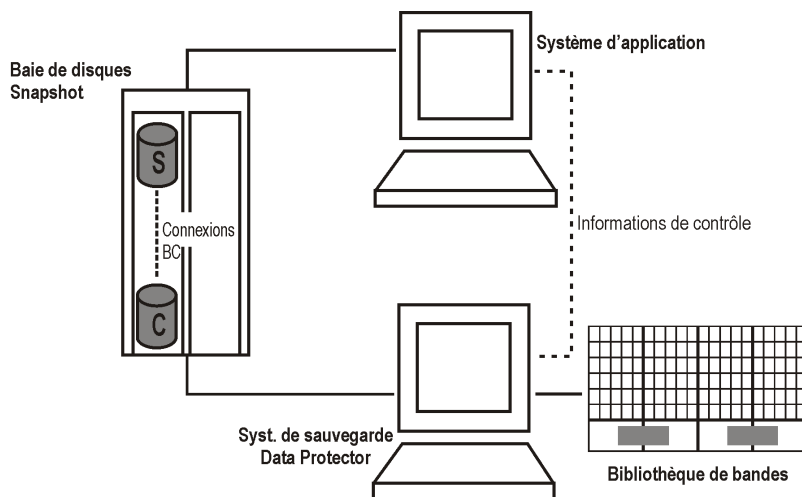 Système d'application
Baie de disques
Snapshot
S
Connexions
BC
C
Informations de contrôle
Syst. de sauvegarde
Data Protector
Bibliothèque de bandes